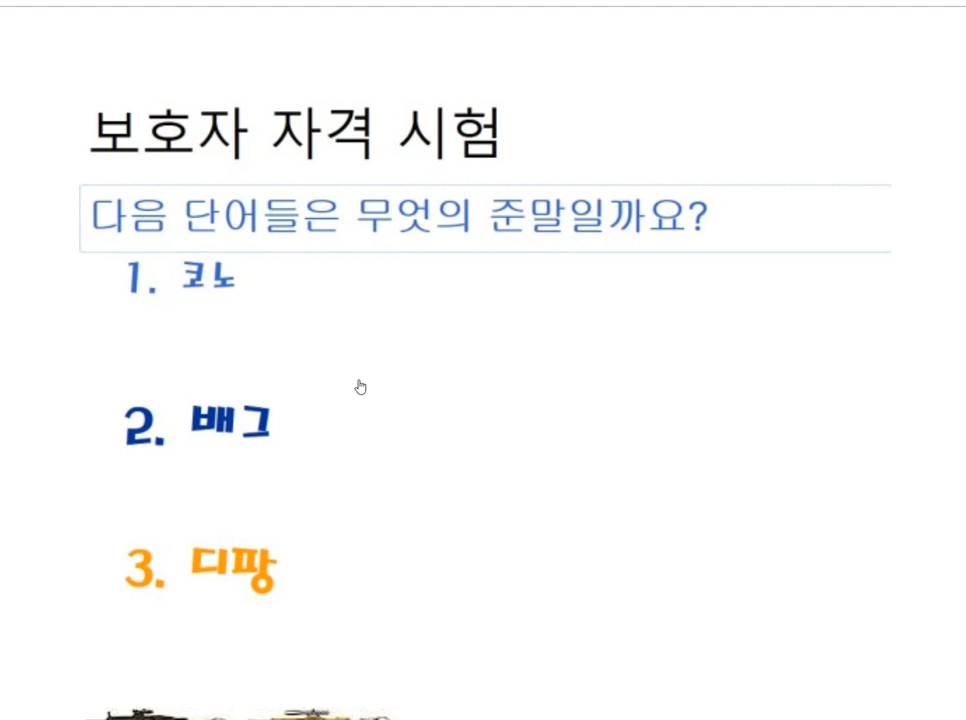 보호자 자격 시험
다음 단어들은 무엇의 준말일까요?
1. 코노
2. 배그
3. 디팡